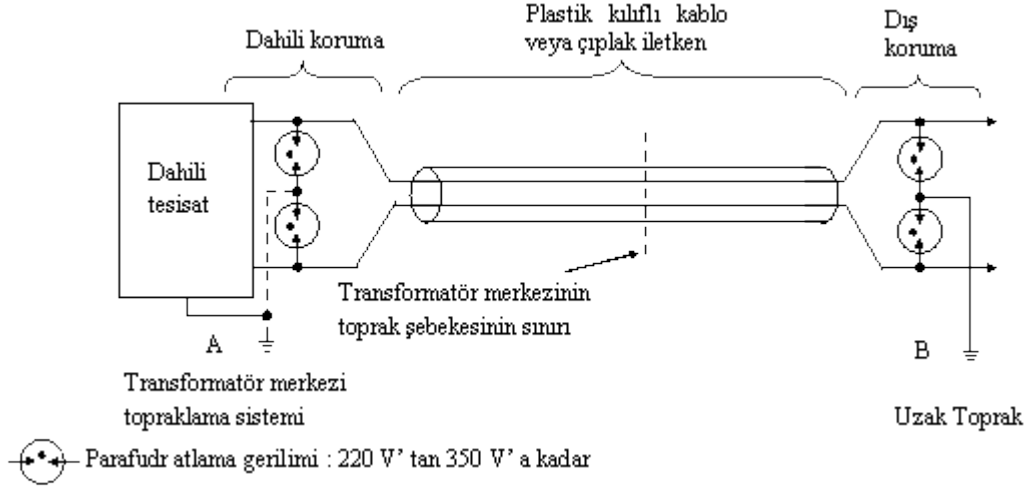 Plastik kılıflı kablo
veya çıplak iletken
Dahili koruma
Dış
koruma
Dahili
tesisat
Transformatör merkezinin
toprak şebekesinin sınırı
A
B
Transformatör merkezi
topraklama sistemi
Uzak Toprak
Parafudr atlama gerilimi : 220 V' tan 350 V' a kadar